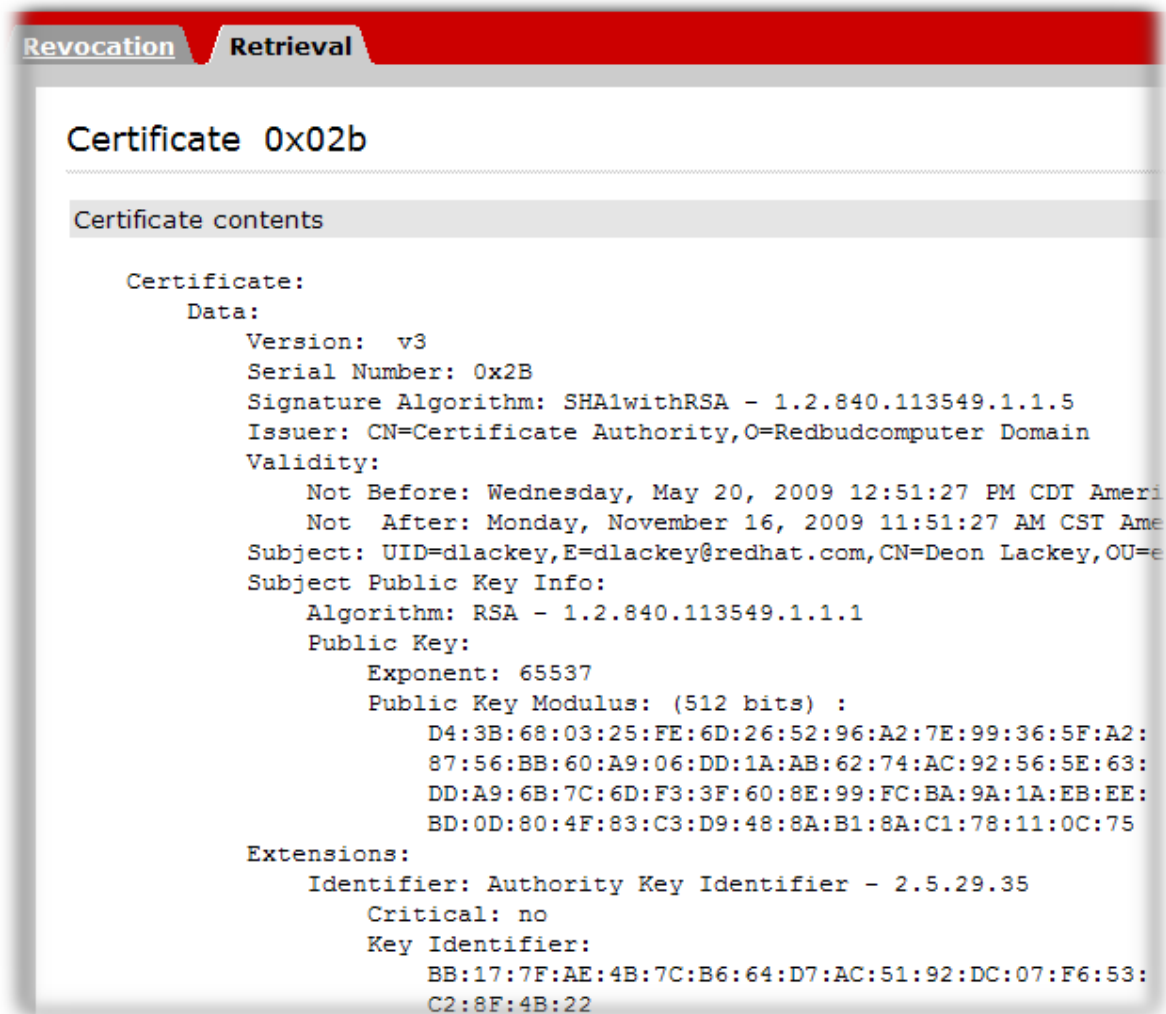 Revocation Retrieval
Certificate 0x02b
Certificate contents
Certificate:
Data:
Version: v3
Serial Number: 0x2B
Signature Algorithm: SHA1withRSA - 1.2.840.113549.1.1.5
Issuer: CN=Certificate Authority,O=Redbudcomputer Domain
Validity:
Not Before: Wednesday, May 20, 2009 12:51:27 PM CDT Ameri
Not After: Monday, November 16, 2009 11:51:27 AM CST Ame
Subject: UID=dlackey,E=dlackey@redhat.com,CN=Deon Lackey,OU=e
Subject Public Key Info:
Algorithm: RSA - 1.2.840.113549.1.1.1
Public Key:
Exponent: 65537
Public Key Modulus: (512 bits) :
D4:3B:68:03:25:FE:6D:26:52:96:A2:7E:99:36:5F:A2:
87:56:BB:60:A9:06:DD:1A:AB:62:74:AC:92:56:5E:63:
DD:A9:6B:7C:6D:F3:3F:60:8E:99:FC:BA:9A:1A:EB:EE:
BD:0D:80:4F:83:C3:D9:48:8A:B1:8A:C1:78:11:0C:75
Extensions:
Identifier: Authority Key Identifier - 2.5.29.35
Critical: no
Key Identifier:
BB:17:7F:AE:4B:7C:B6:64:D7:AC:51:92:DC:07:F6:53:
C2:8F:4B:22